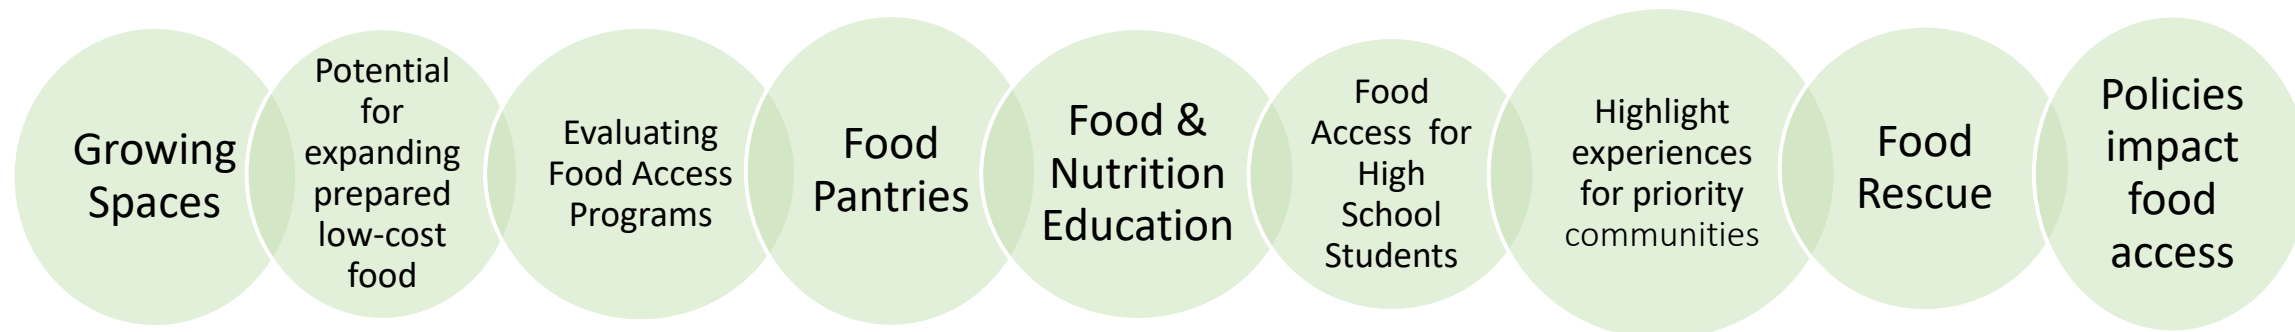 Growing
Spaces
Potential
for
expanding
prepared
low-cost
food
Evaluating
Food Access
Programs
Food
Pantries
Food &
Nutrition
Education
Food
Access for
High
School
Students
Highlight
experiences
for priority
communities
Food
Rescue
Policies
impact
food
access